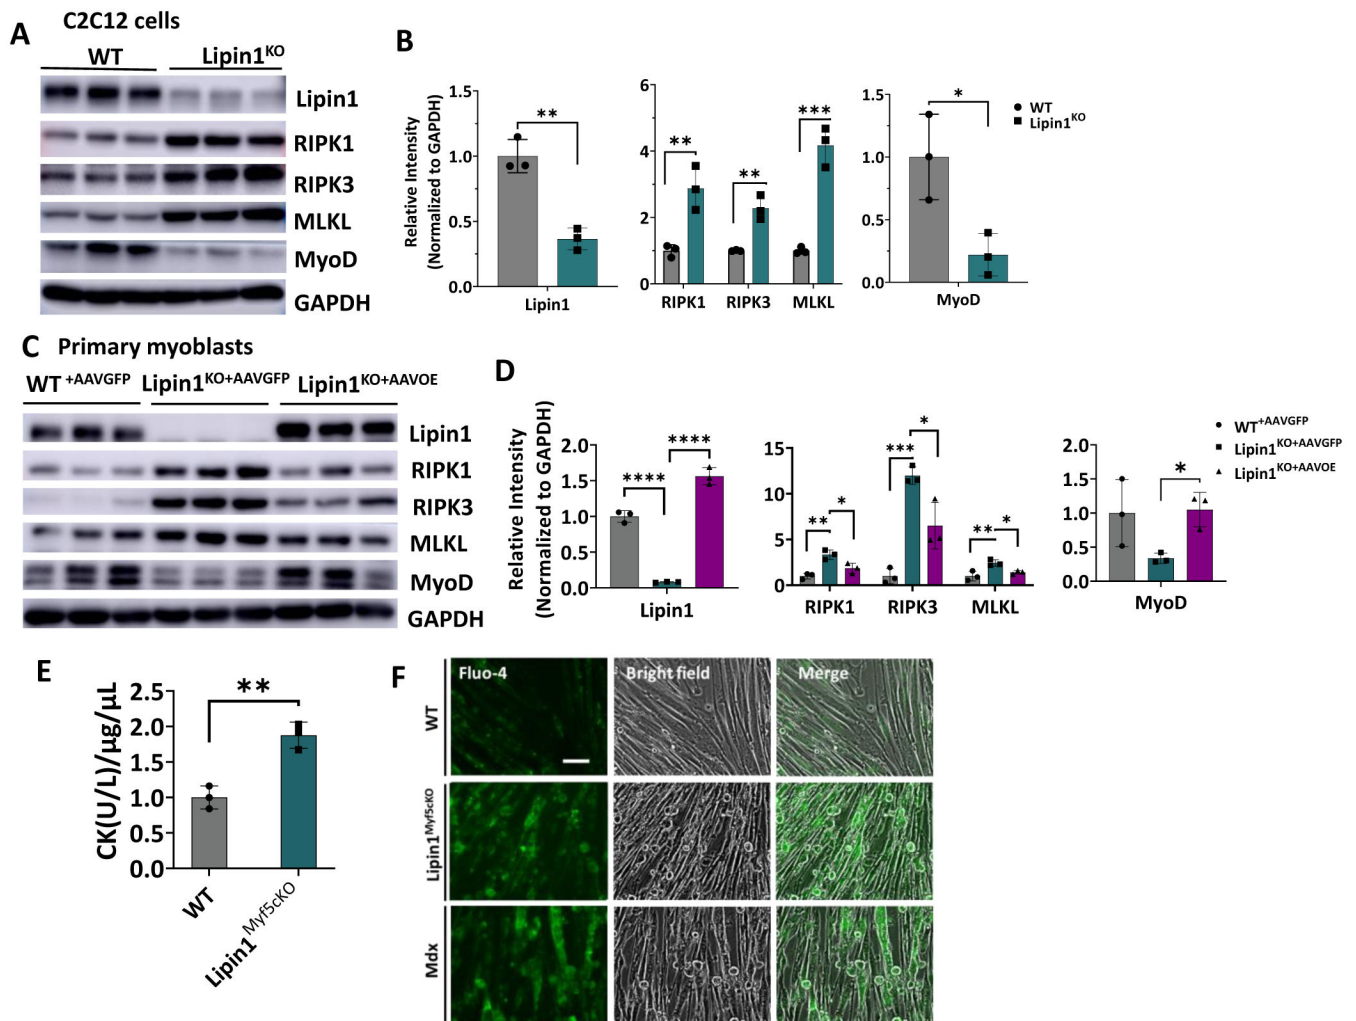 A
C2C12 cells
WT Lipin1KO
Lipin1
RIPK1
RIPK3
MLKL
MyoD
GAPDH
B
Relative Intensity
(Normalized to GAPDH)
1.5
1.0
0.5
0.0
**
Lipin1
6
4
2
0
** ** ***
RIPK1 RIPK3 MLKL
1.5
1.0
0.5
0.0
*
MyoD
WT
Lipin1KO
C
Primary myoblasts
WT+AAVGFP Lipin1KO+AAVGFP Lipin1KO+AAVOE
Lipin1
RIPK1
RIPK3
MLKL
MyoD
GAPDH
D
Relative Intensity
(Normalized to GAPDH)
2.0
1.5
1.0
0.5
0.0
**** ****
Lipin1
15
10
5
0
** * *** * ** *
RIPK1 RIPK3 MLKL
2.0
1.5
1.0
0.5
0.0
*
MyoD
WT+AAVGFP
Lipin1KO+AAVGFP
Lipin1KO+AAVOE
E
CK(U/L)/μg/μL
2.5
2.0
1.5
1.0
0.5
0.0
**
WT
Lipin1Myf5cKO
F
Fluo-4 Bright field Merge
WT
Lipin1Myf5cKO
Mdx